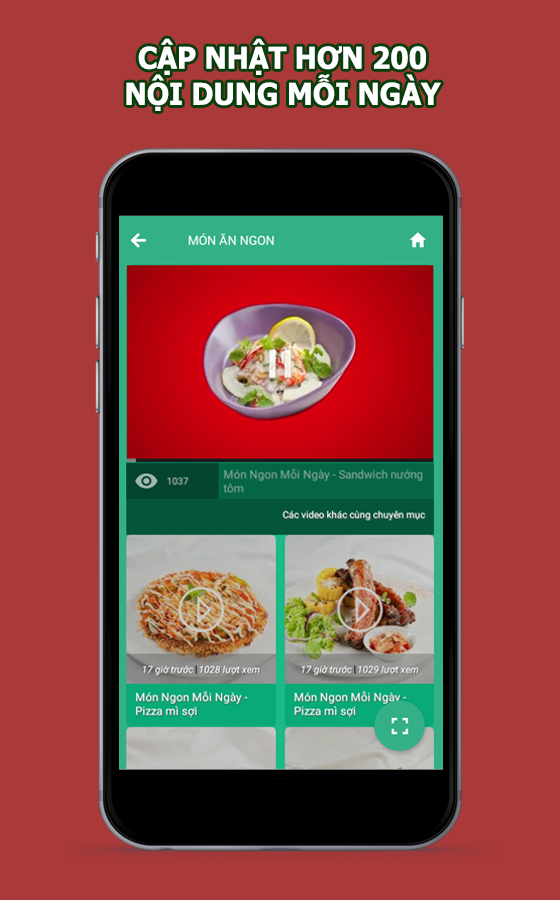 CẬP NHẬT HƠN 200
NỘI DUNG MỖI NGÀY
MÓN ĂN NGON
1037
Món Ngon Mỗi Ngày - Sandwich nướng
tôm
Các video khác cùng chuyên mục
17 giờ trước | 1028 lượt xem
17 giờ trước | 1029 lượt xem
Món Ngon Mỗi Ngày -
Pizza mì sợi
Món Ngon Mỗi Ngày -
Pizza mì sợi